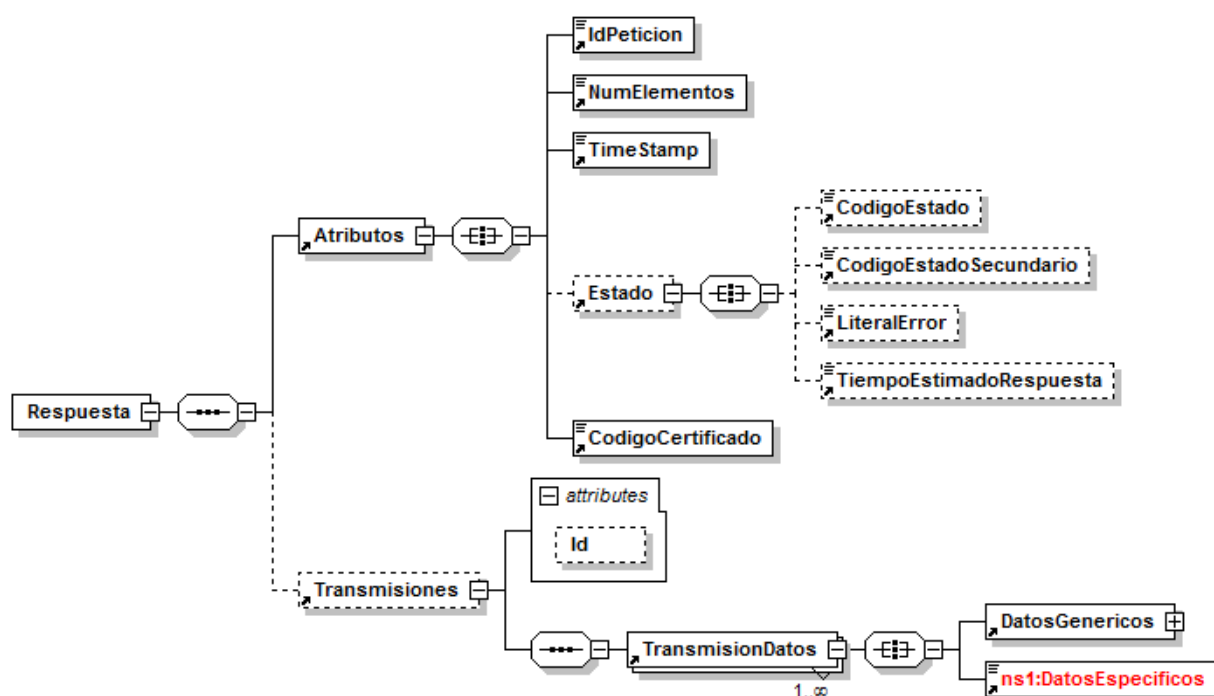 IdPeticion
NumElementos
TimeStamp
CodigoEstado
Atributos
CodigoEstadoSecundario
Estado
LiteralError
TiempoEstimadoRespuesta
Respuesta
CodigoCertificado
attributes
Id
Transmisiones
DatosGenericos
TransmisionDatos
ns1:DatosEspecificos
1..∞